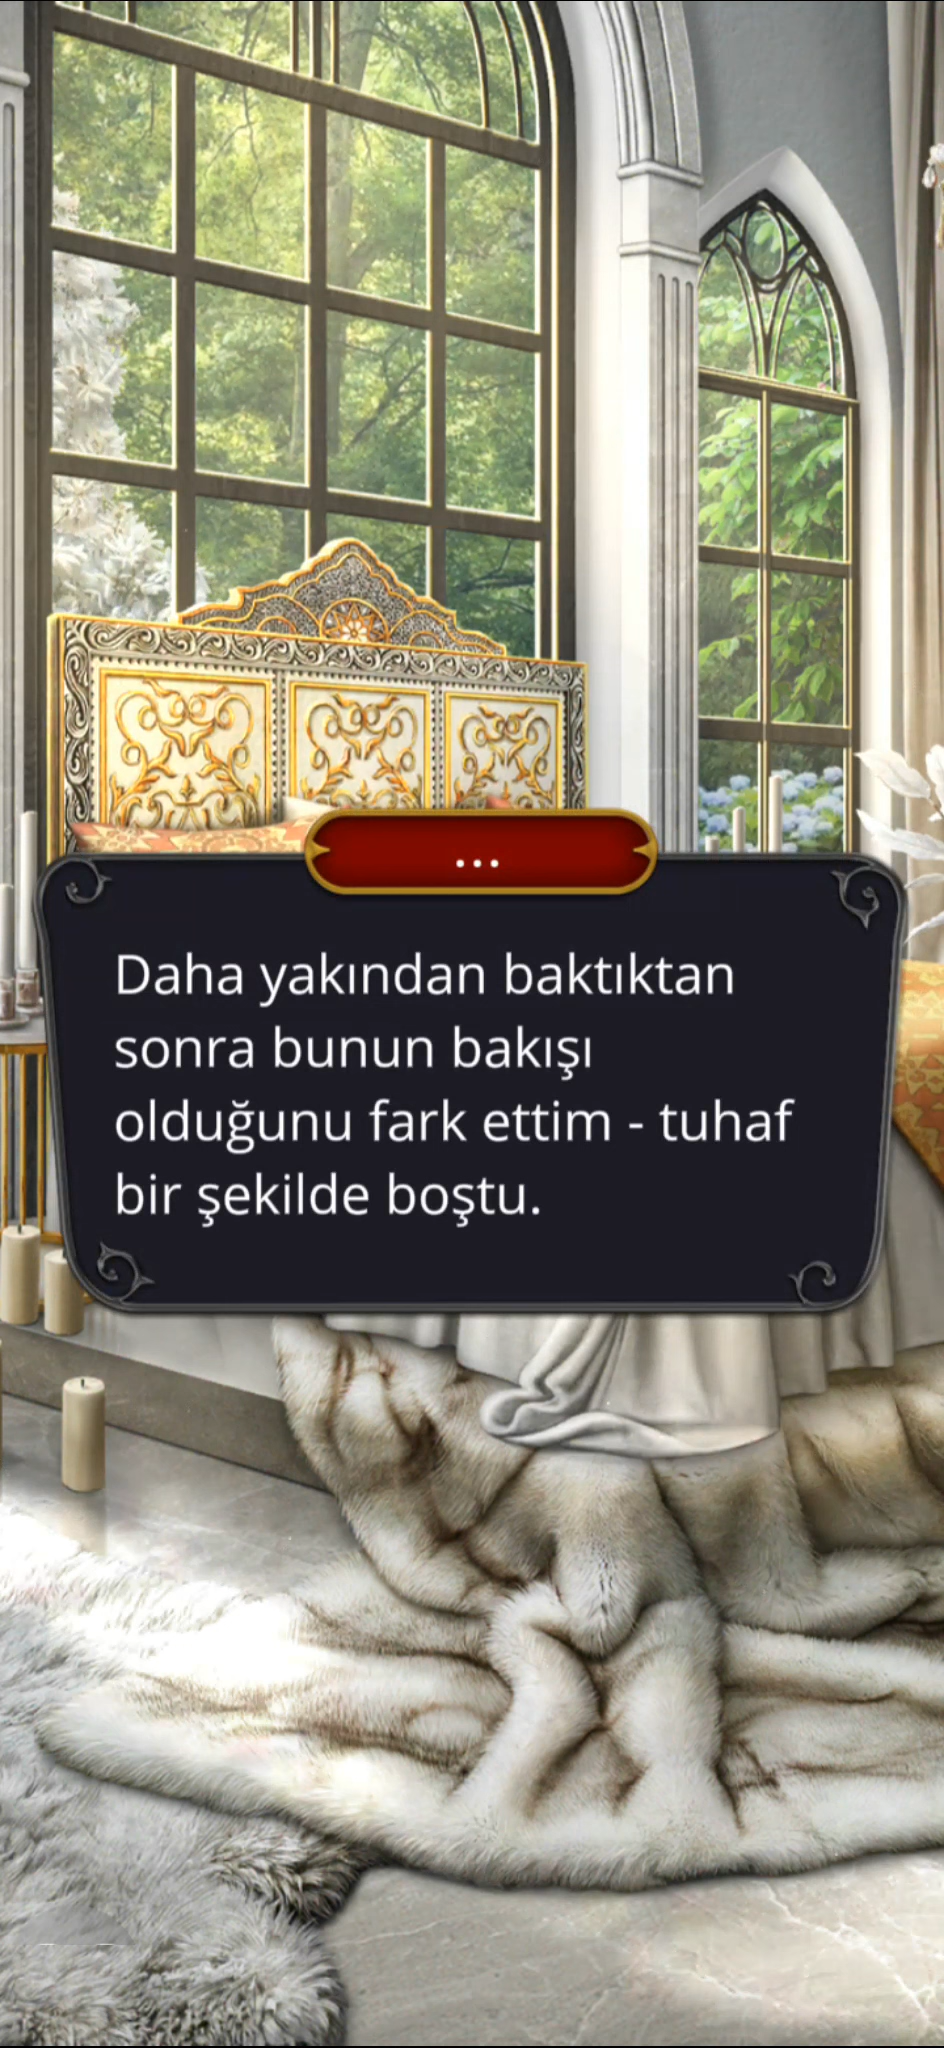 ...
Daha yakından baktıktan
sonra bunun bakışı
olduğunu fark ettim - tuhaf
bir şekilde boştu.